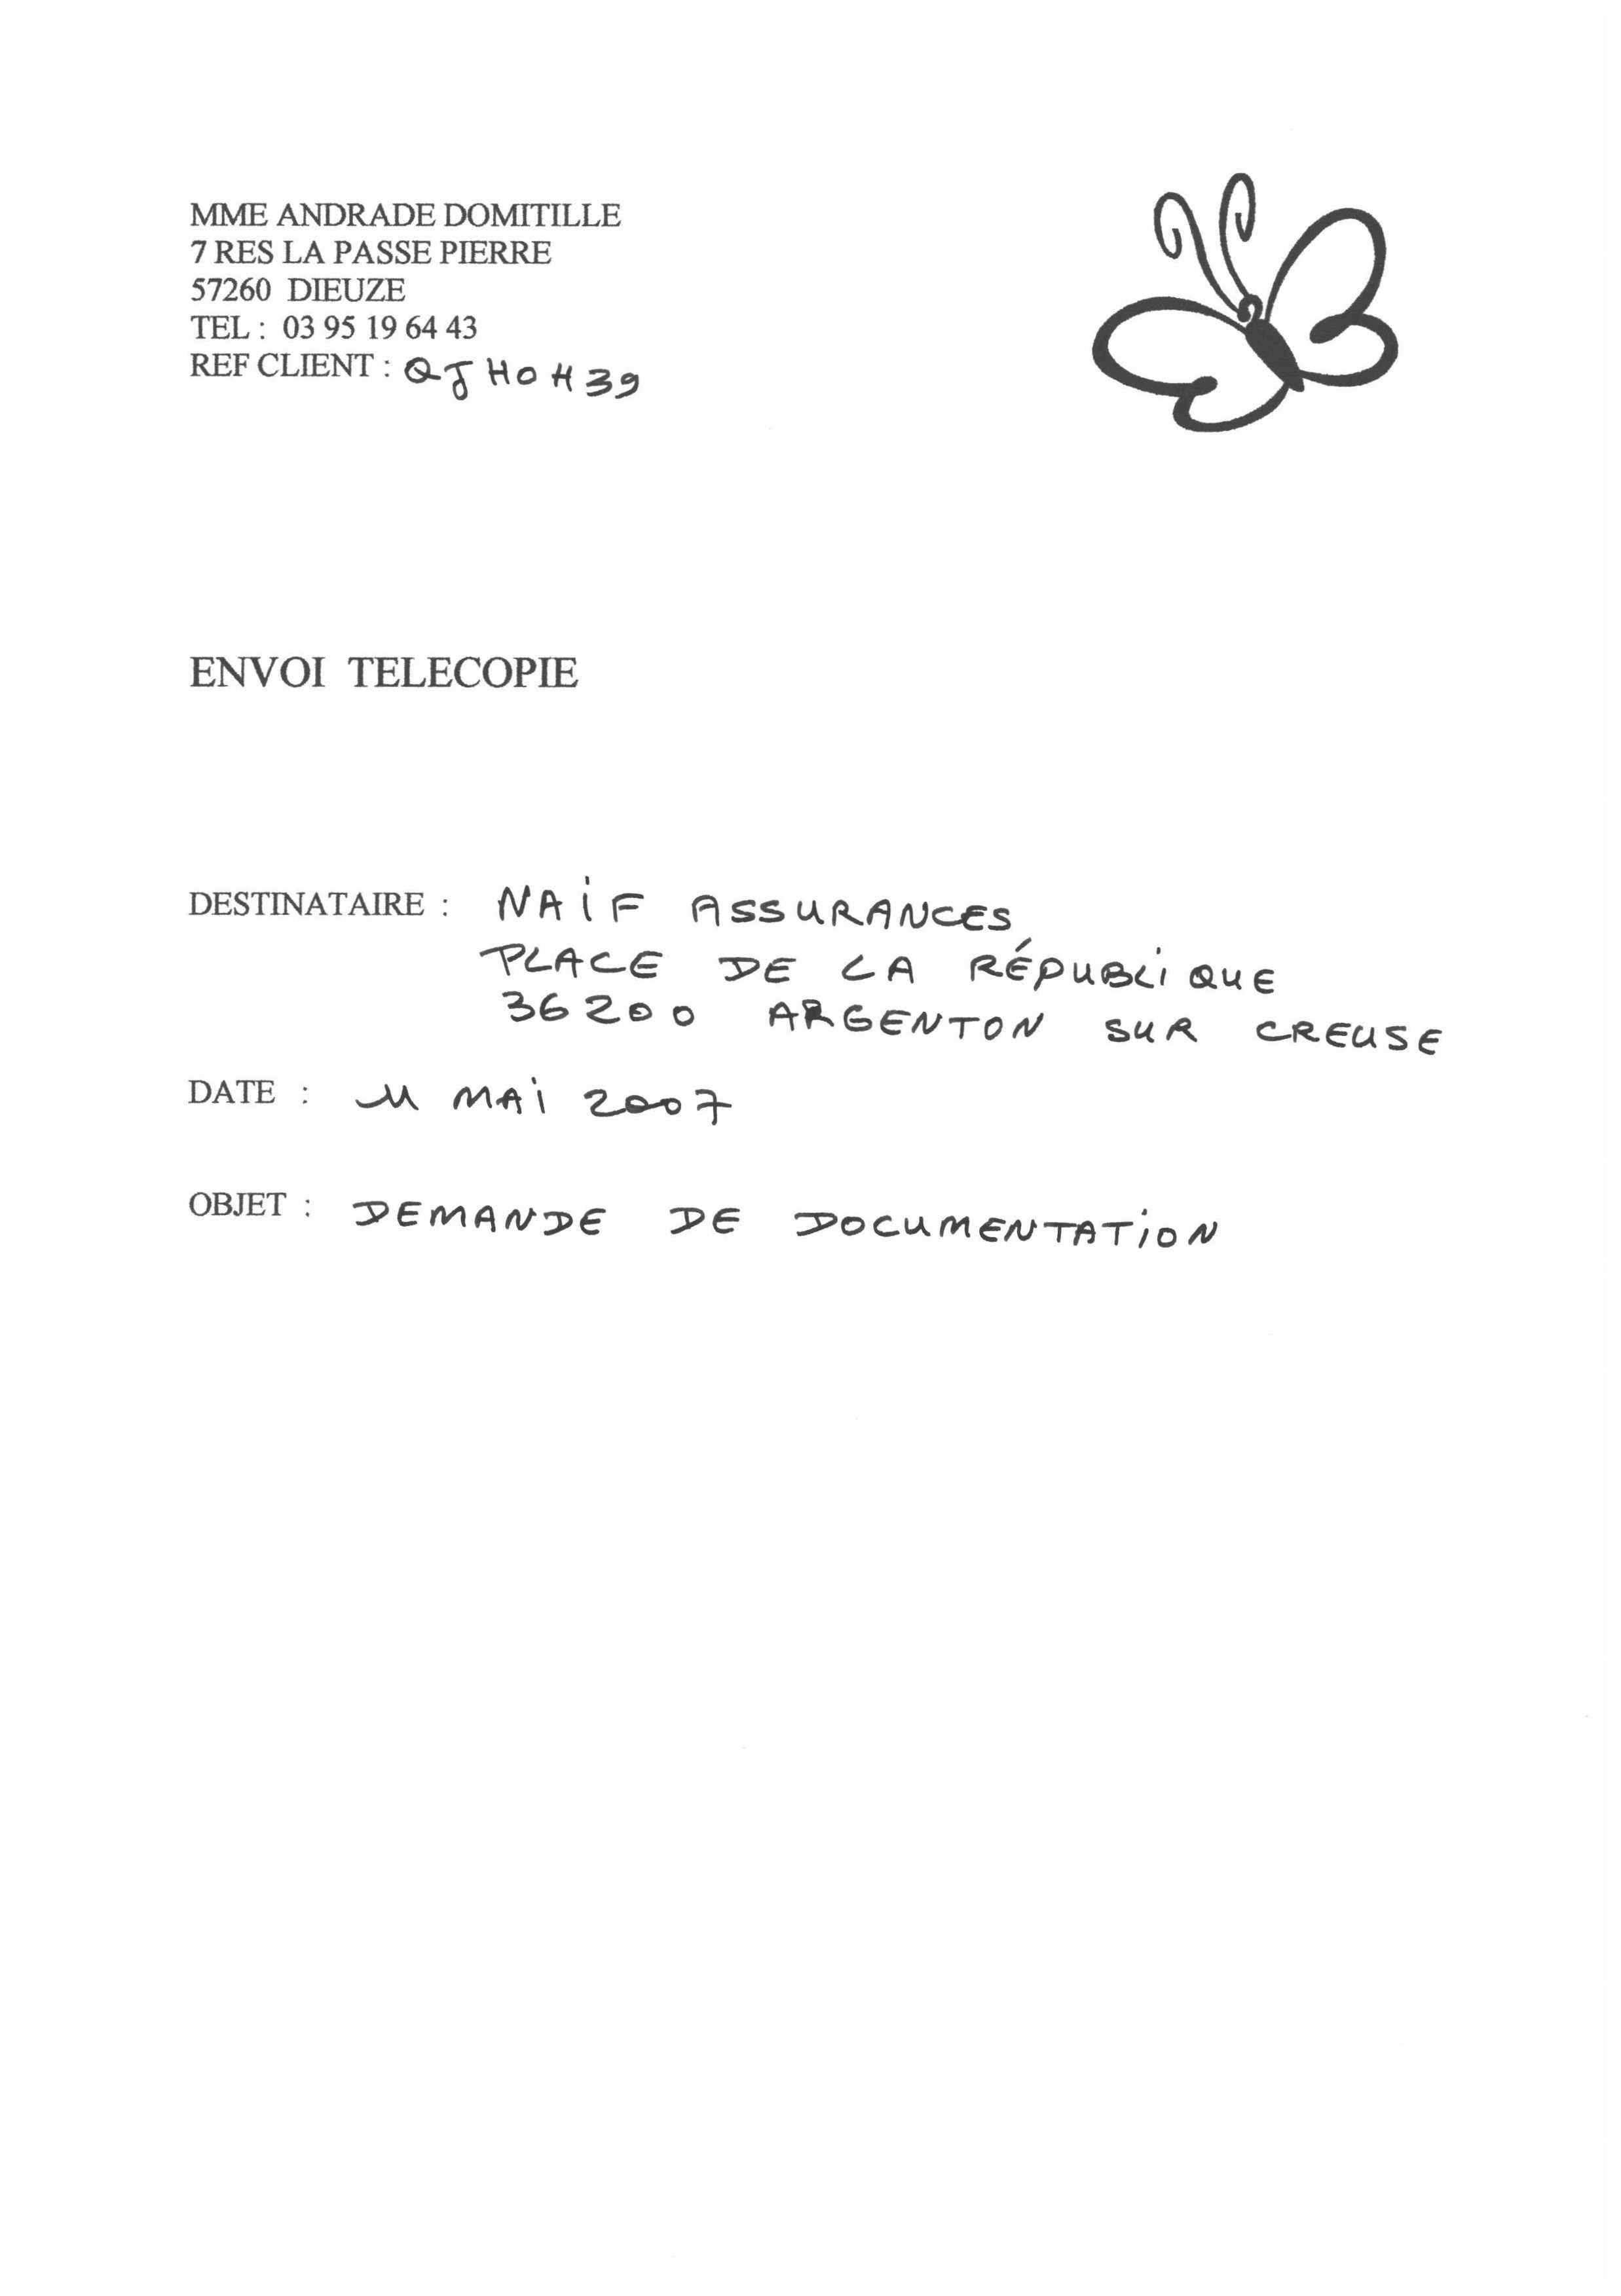 MME ANDRADE DOMITILLE
7 RES LA PASSE PIERRE
57260 DIEUZE
TEL : 03 95 19 64 43
REF CLIENT : QJHOH39
ENVOI TELECOPIE
DESTINATAIRE : NAiF ASSURANCES
PLACE DE LA RÉPUBLiQUE
36200 ARGENTON SUR CREUSE
DATE : 11 MAi 2007
OBJET : DEMANDE DE DOCUMENTATiON